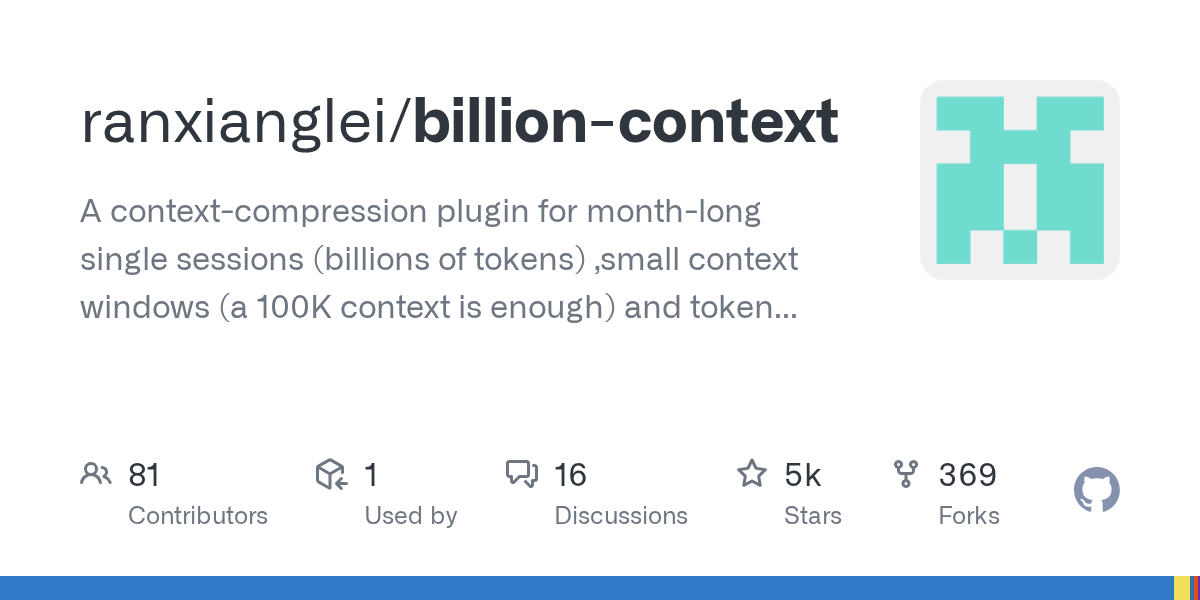 ranxianglei/billion-context
A context-compression plugin for month-long
single sessions (billions of tokens) ,small context
windows (a 100K context is enough) and token...
81
Contributors
1
Used by
16
Discussions
5k
Stars
369
Forks